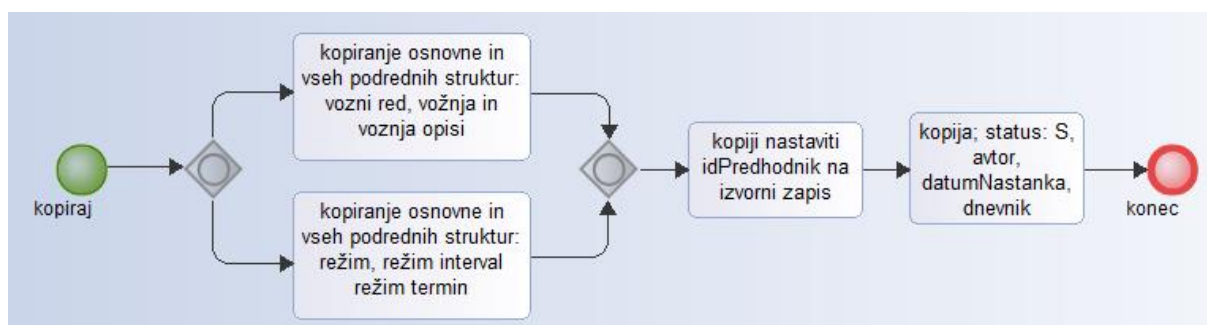 kopiraj
kopiranje osnovne in
vseh podrednih struktur:
vozni red, vožnja in
voznja opisi
kopiranje osnovne in
vseh podrednih struktur:
režim, režim interval
režim termin
kopiji nastaviti
idPredhodnik na
izvorni zapis
kopija; status: S,
avtor,
datumNastanka,
dnevnik
konec